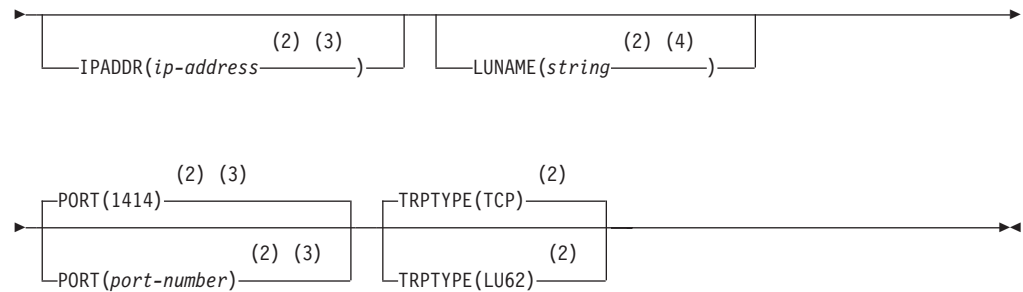 (2) (3) (2) (4)
IPADDR(ip-address) LUNAME(string)
(2) (3) (2)
PORT(1414) TRPTYPE(TCP)
(2) (3) (2)
PORT(port-number) TRPTYPE(LU62)